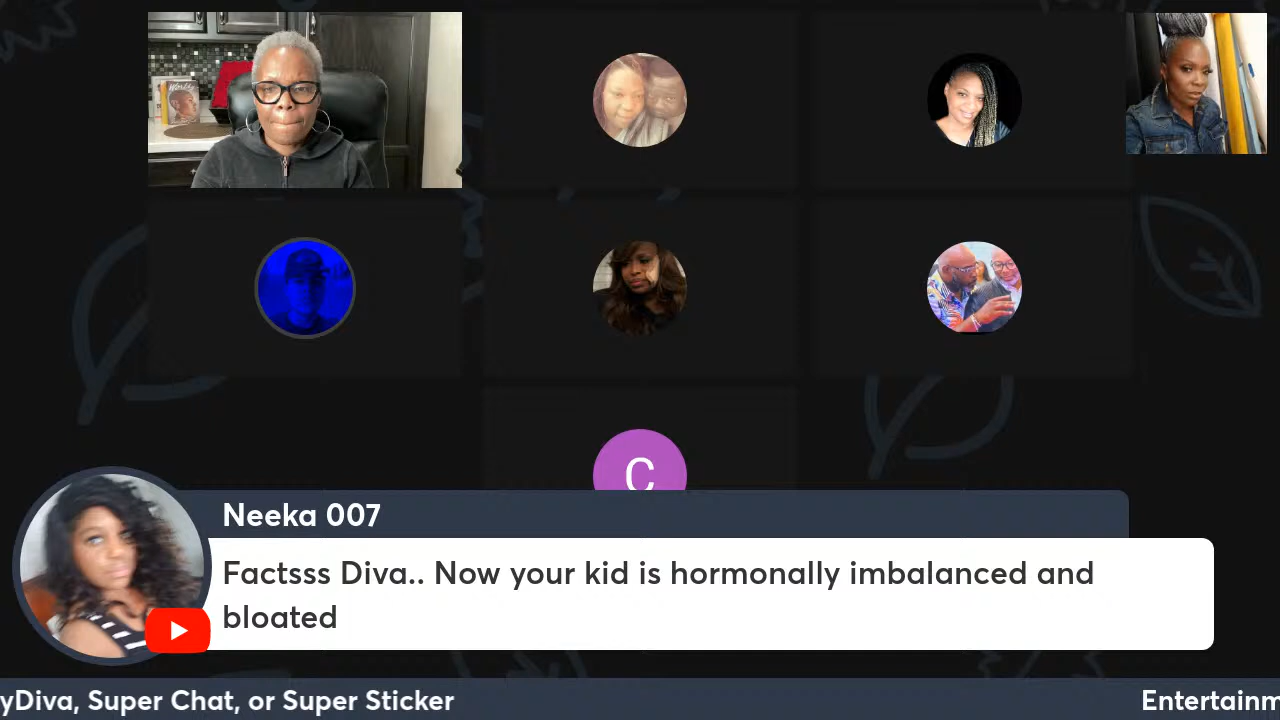 C
Neeka 007
Factsss Diva.. Now your kid is hormonally imbalanced and
bloated
yDiva, Super Chat, or Super Sticker
Entertainm